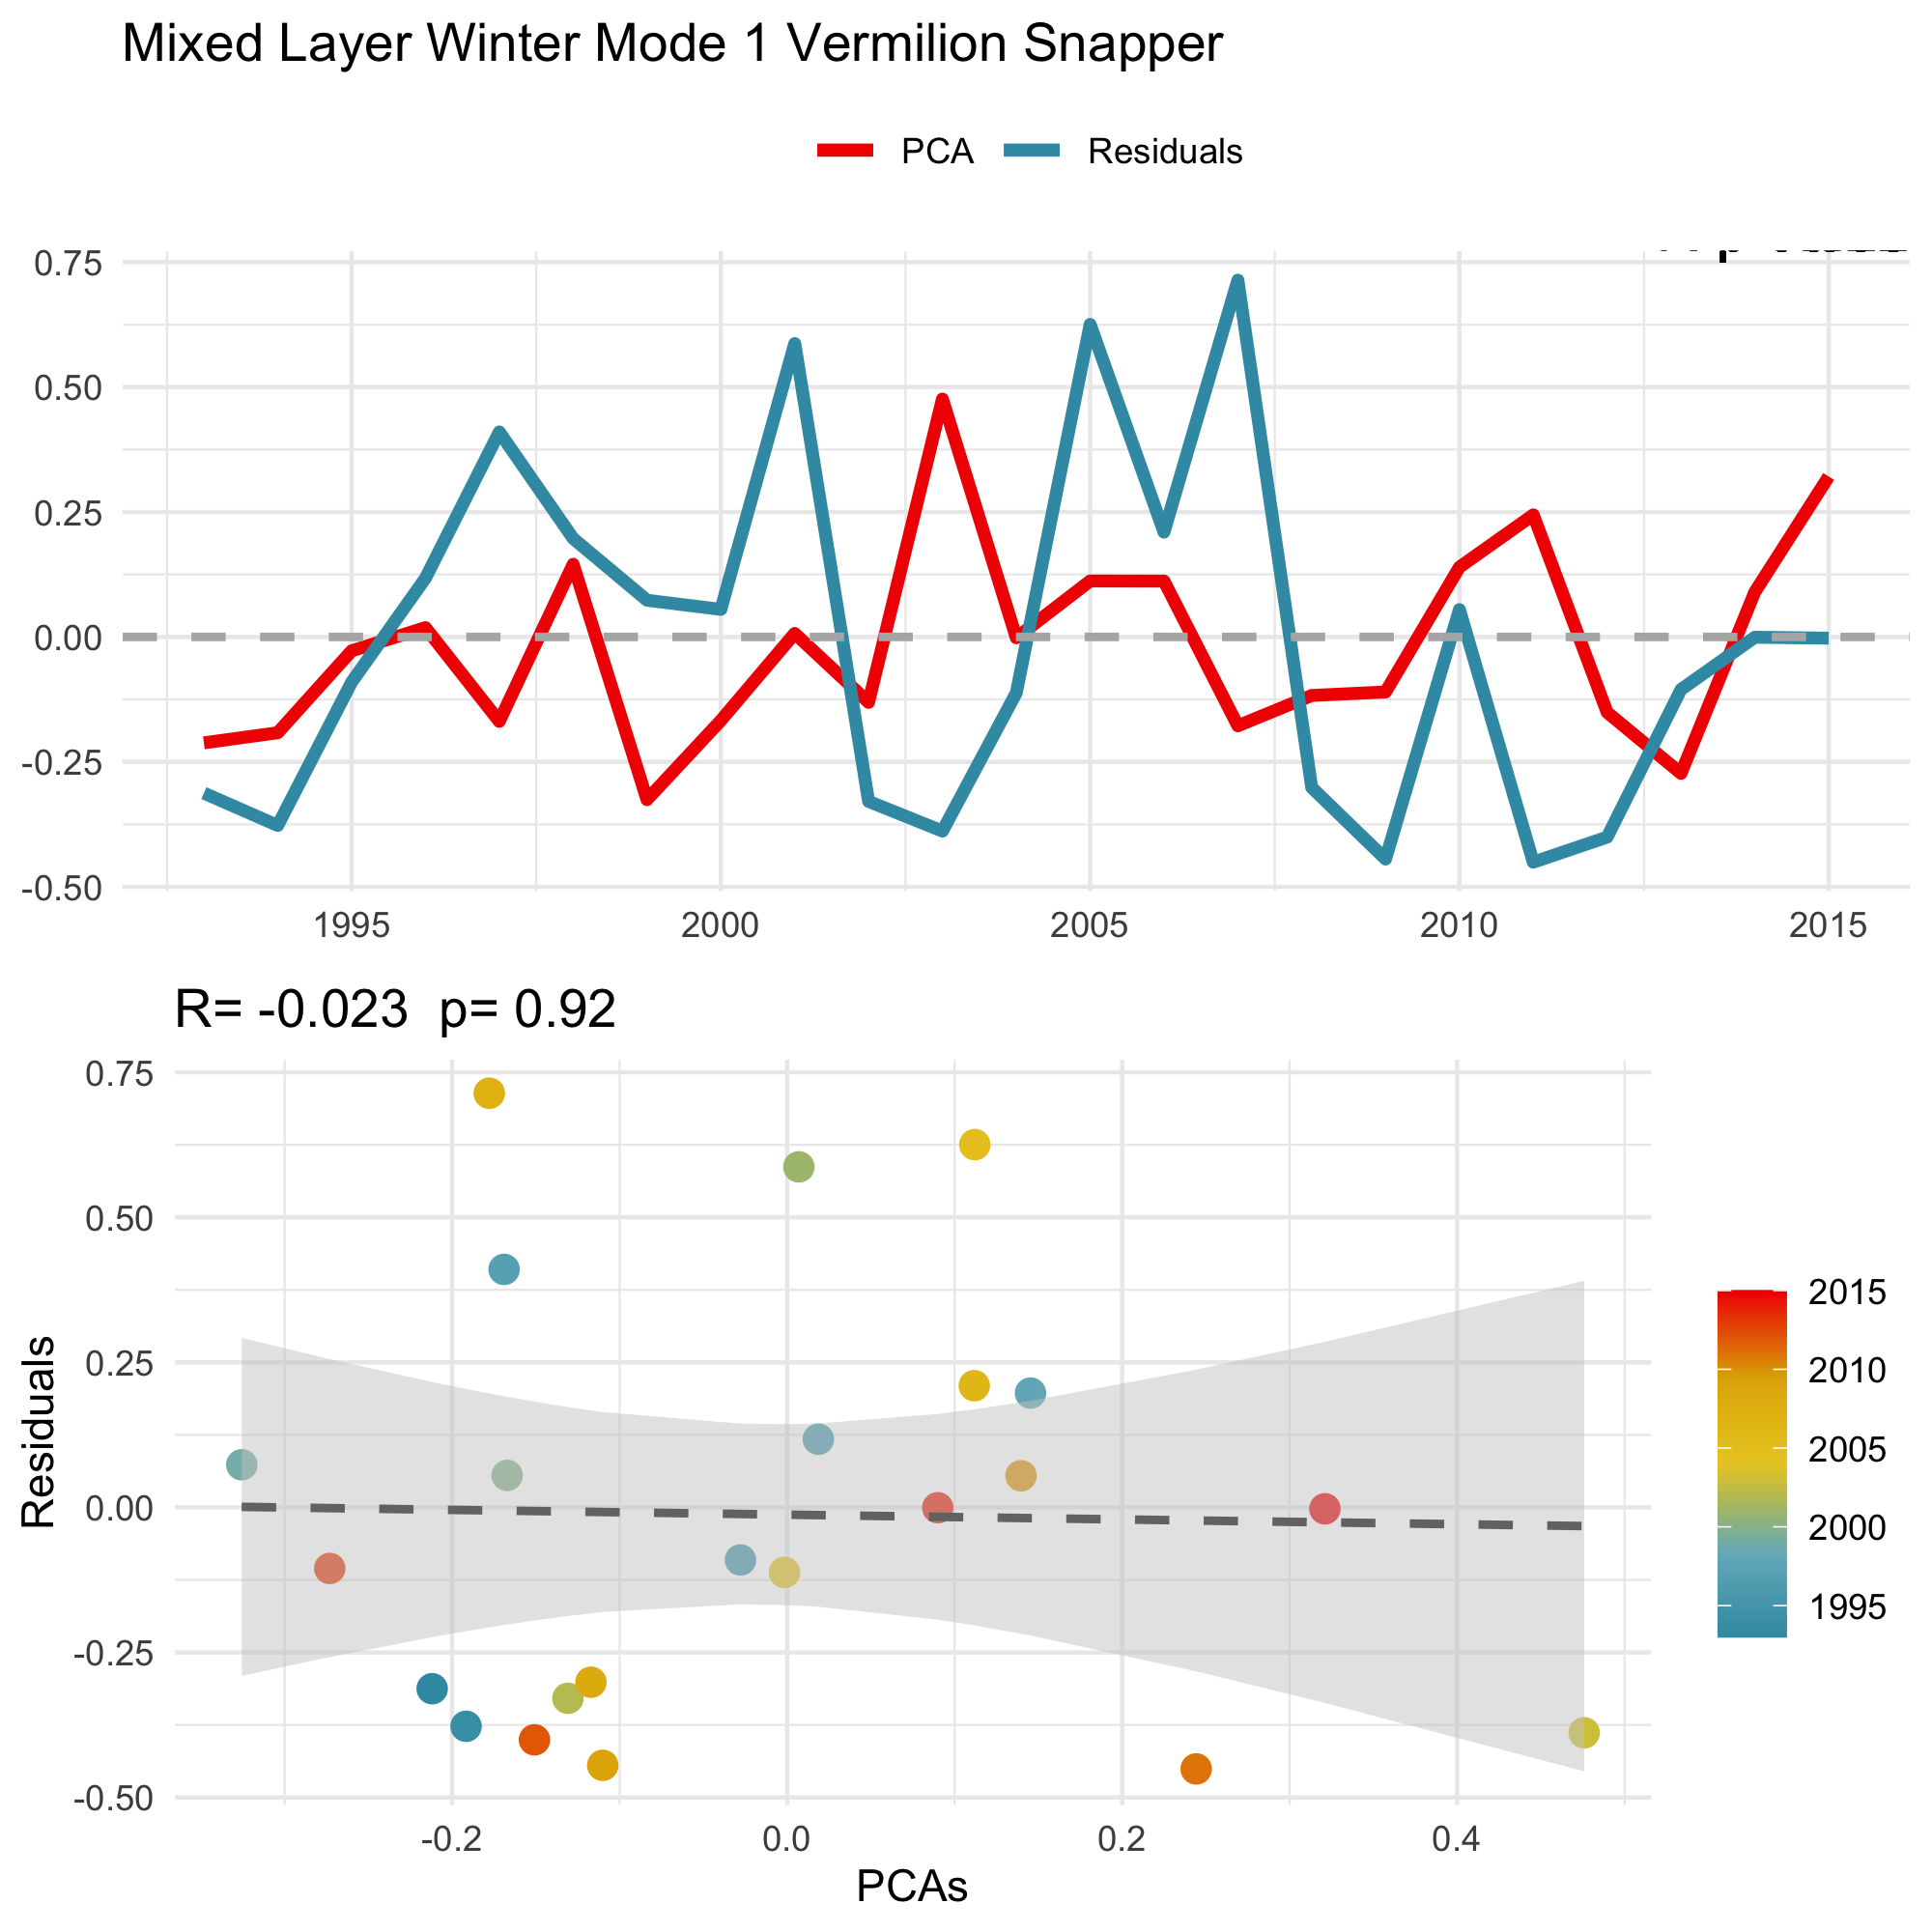 Mixed Layer Winter Mode 1 Vermilion Snapper
PCA Residuals
0.75
0.50
0.25
0.00
-0.25
-0.50
1995 2000 2005 2010 2015
R= -0.023 p= 0.92
0.75
0.50
0.25
0.00
-0.25
-0.50
Residuals
-0.2 0.0 0.2 0.4
PCAs
2015
2010
2005
2000
1995